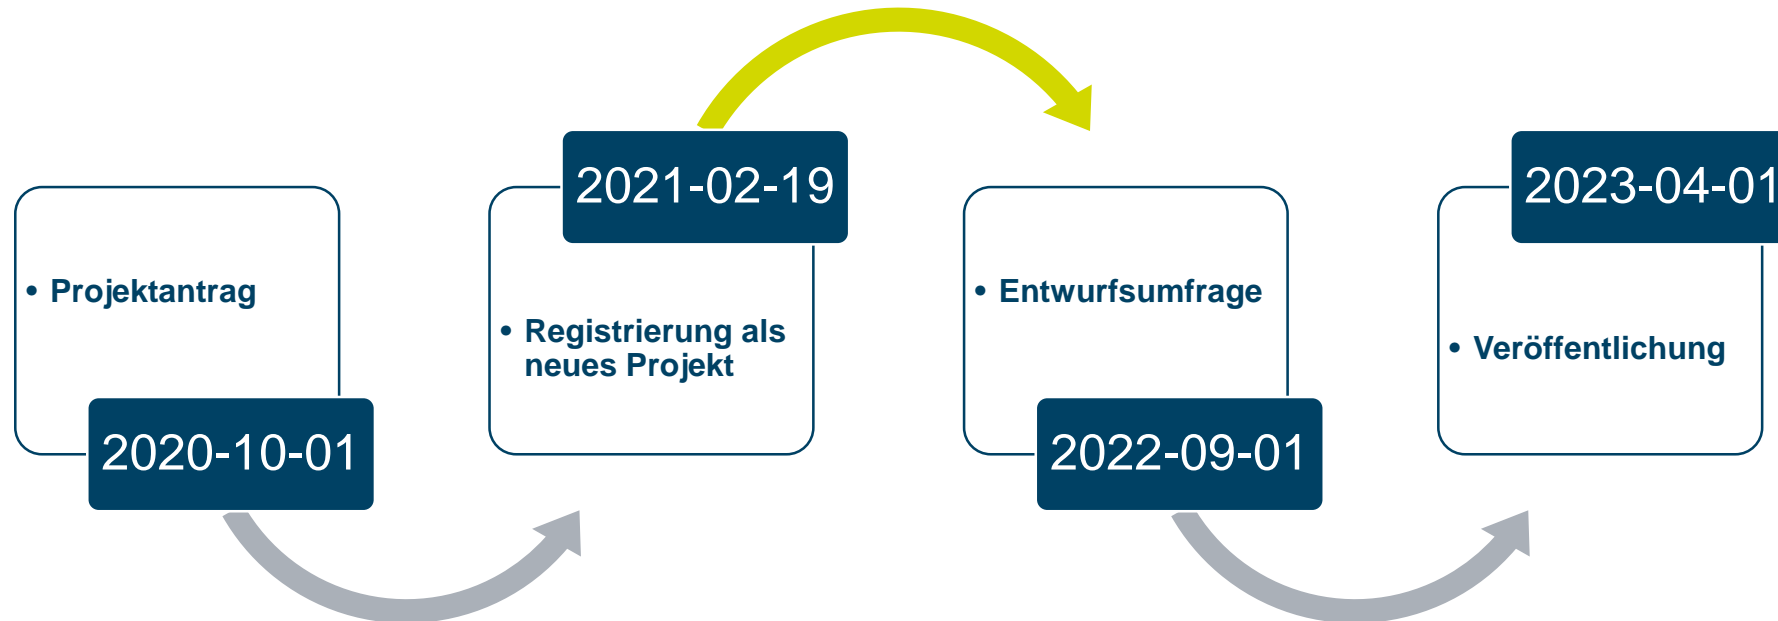 • Projektantrag
2020-10-01
2021-02-19
• Registrierung als
neues Projekt
• Entwurfsumfrage
2022-09-01
2023-04-01
• Veröffentlichung